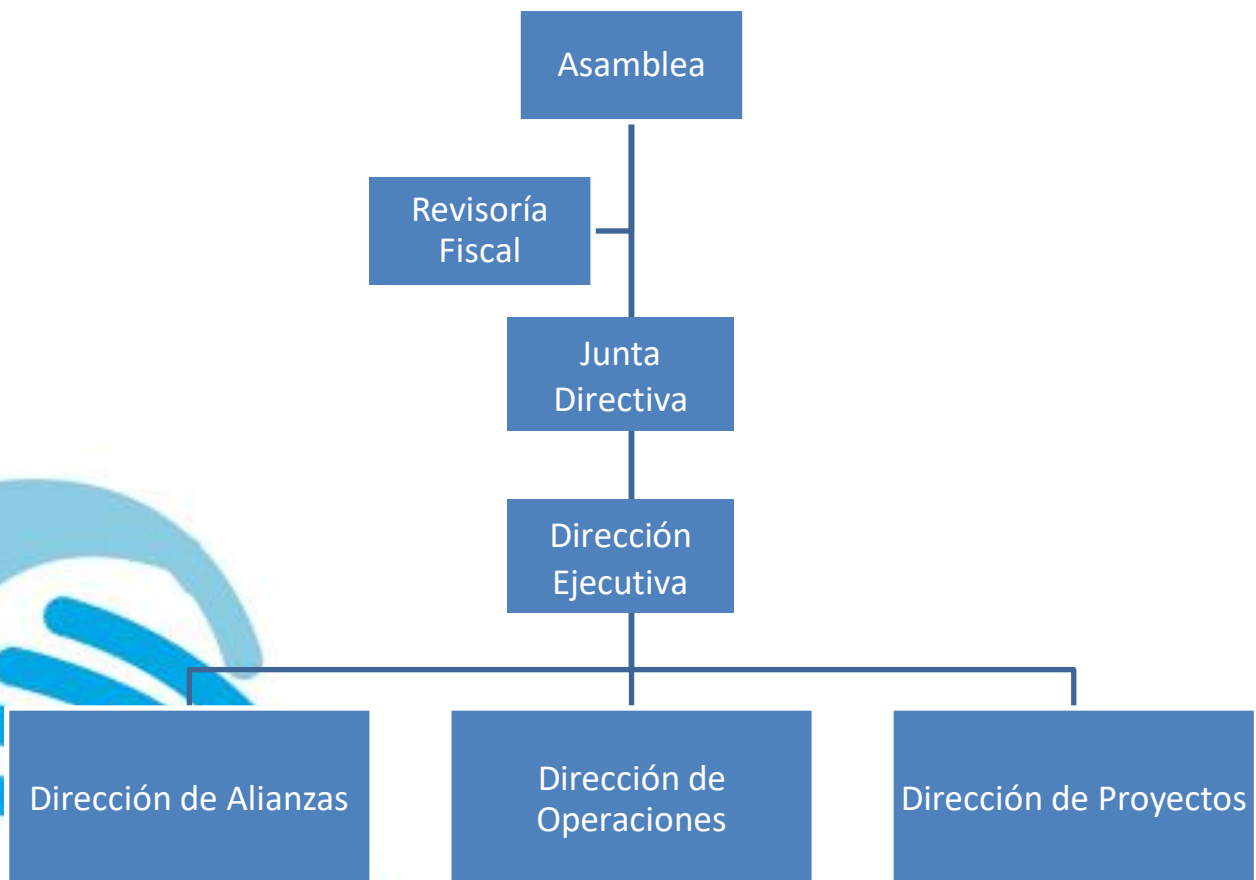 Asamblea
Revisoría
Fiscal
Junta
Directiva
Dirección
Ejecutiva
Dirección de Alianzas
Dirección de
Operaciones
Dirección de Proyectos